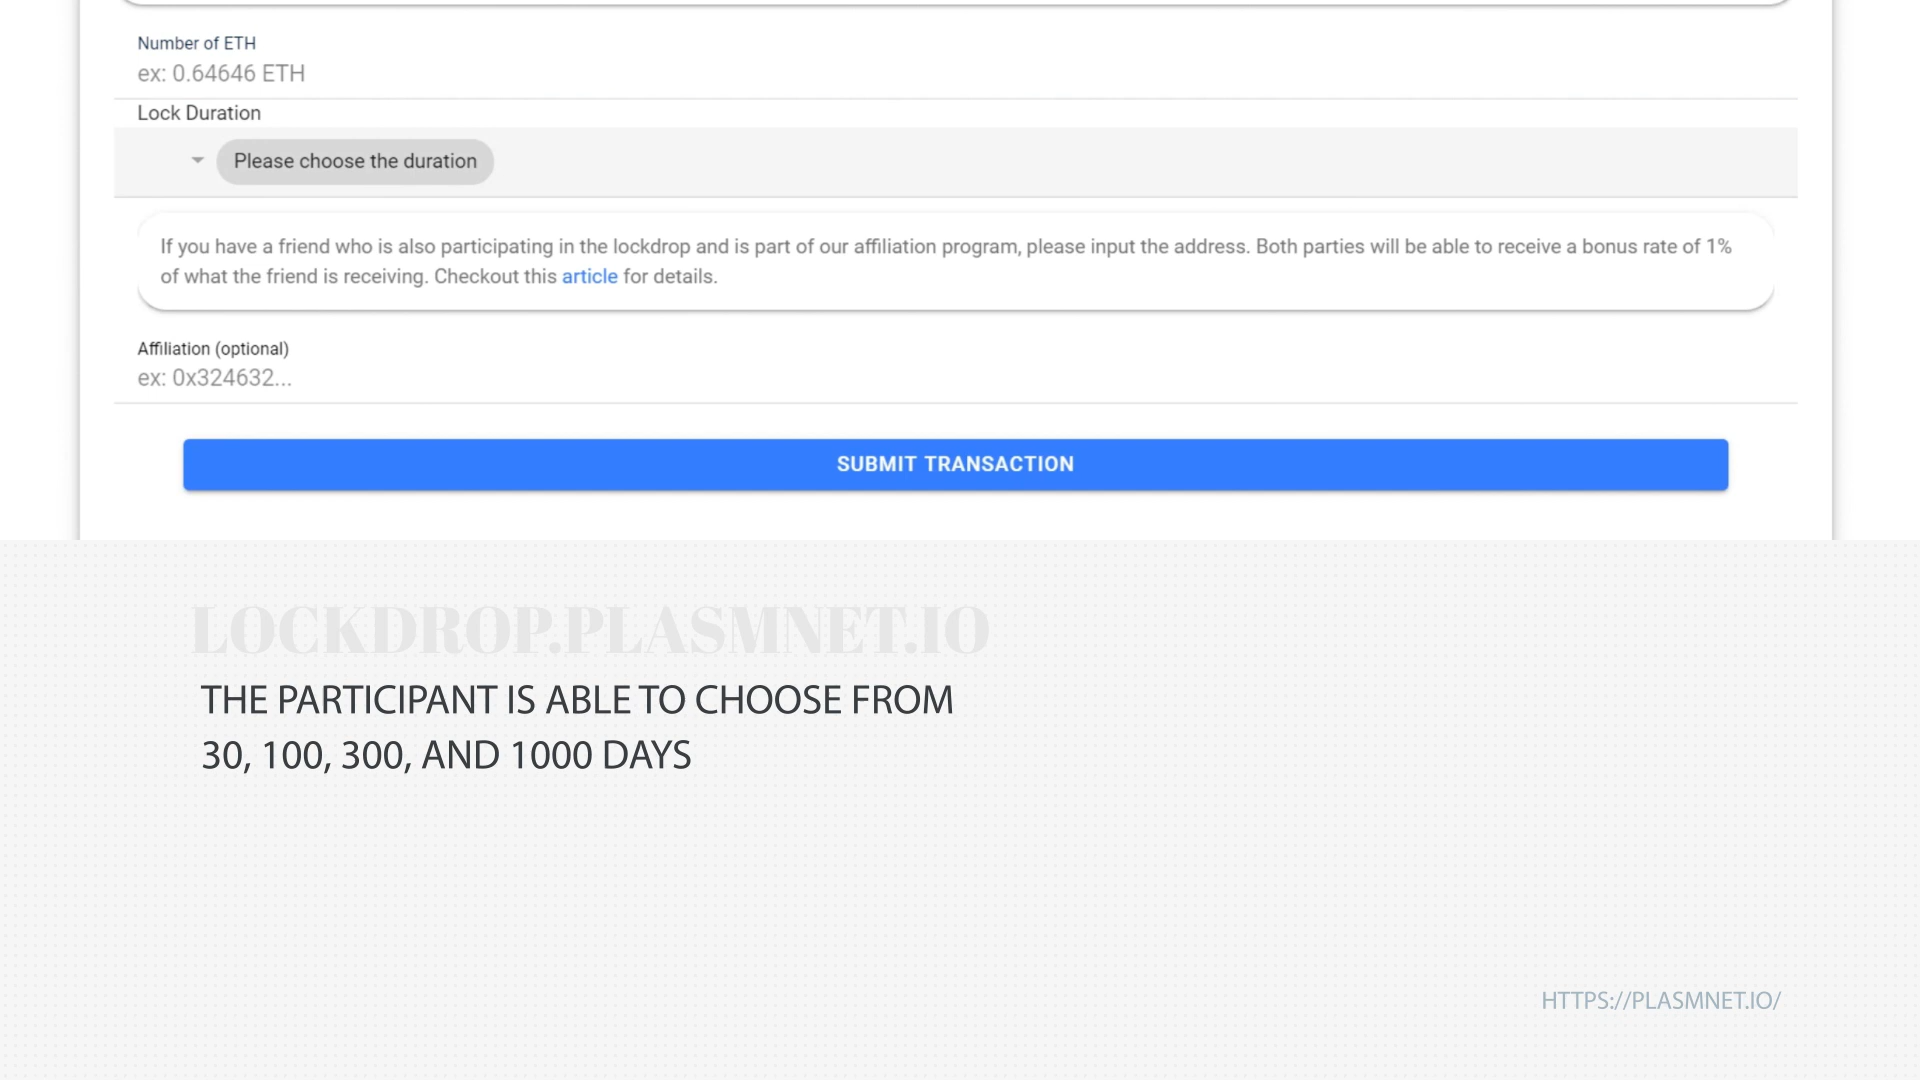 Number of ETH
ex: 0.64646 ETH
Lock Duration
Please choose the duration
If you have a friend who is also participating in the lockdrop and is part of our affiliation program, please input the address. Both parties will be able to receive a bonus rate of 1%
of what the friend is receiving. Checkout this article for details.
Affiliation (optional)
ex: 0x324632...
SUBMIT TRANSACTION
LOCKDROP.PLASMNET.IO
THE PARTICIPANT IS ABLE TO CHOOSE FROM
30, 100, 300, AND 1000 DAYS
HTTPS://PLASMNET.IO/